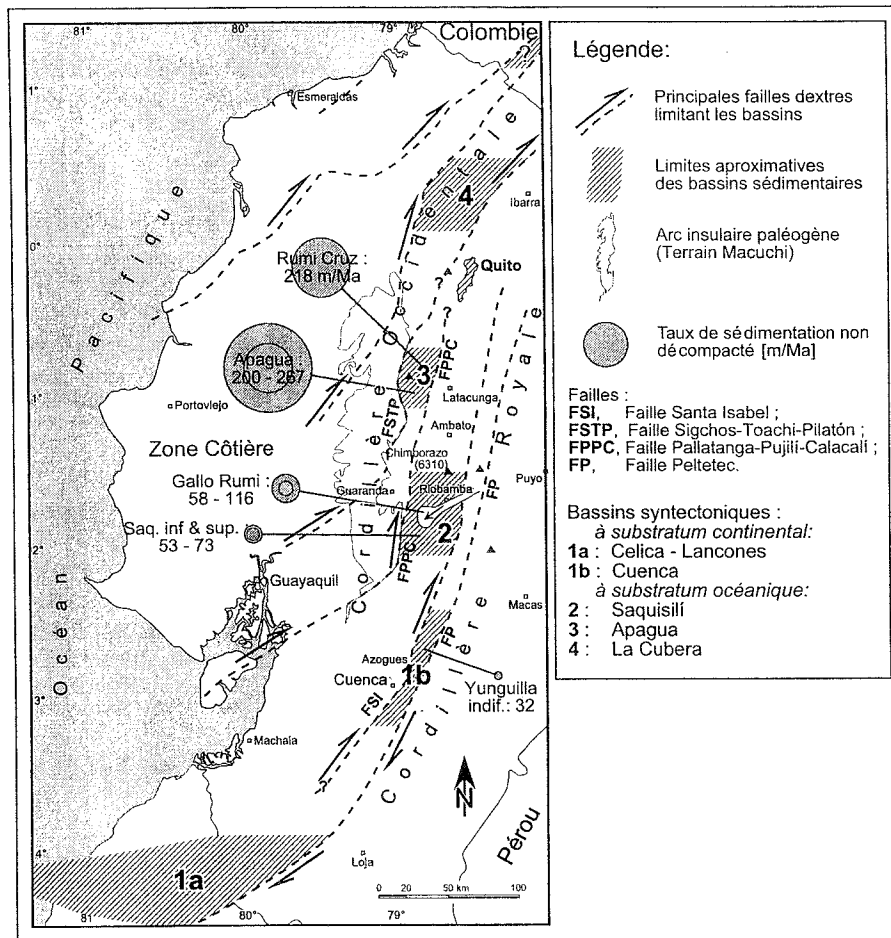 81°
80°
79°
Colombie
?
1°
Esmeraldas
Ibarra
4
Pacifique
0°
Rumi Cruz :
218 m/Ma
Quito
?
?
Apagua :
200 - 267
3
FPPC
Latacunga
1°
Portoviejo
FSTP
Ambato
Zone Côtière
Chimborazo
(6310)
Gallo Rumi :
58 - 116
Guaranda
Riobamba
FP
Puyo
Saq. inf & sup. :
53 - 73
2
2°
FPPC
Guayaquil
Océan
Macas
FP
Azogues
Cuenca
1b
Yunguilla
indif.: 32
FSI
3°
Machala
?
Cordillère Occidentale
Cordillère Royale
N
Pérou
4°
Loja
1a
0 20 50 km 100
81
80°
79°
Légende:
Principales failles dextres
limitant les bassins
Limites aproximatives
des bassins sédimentaires
Arc insulaire paléogène
(Terrain Macuchi)
Taux de sédimentation non
décompacté [m/Ma]
Failles :
FSI, Faille Santa Isabel ;
FSTP, Faille Sigchos-Toachi-Pilatón ;
FPPC, Faille Pallatanga-Pujilí-Calacalí ;
FP, Faille Peltetec.
Bassins syntectoniques :
à substratum continental:
1a : Celica - Lancones
1b : Cuenca
à substratum océanique:
2 : Saquisilí
3 : Apagua
4 : La Cubera